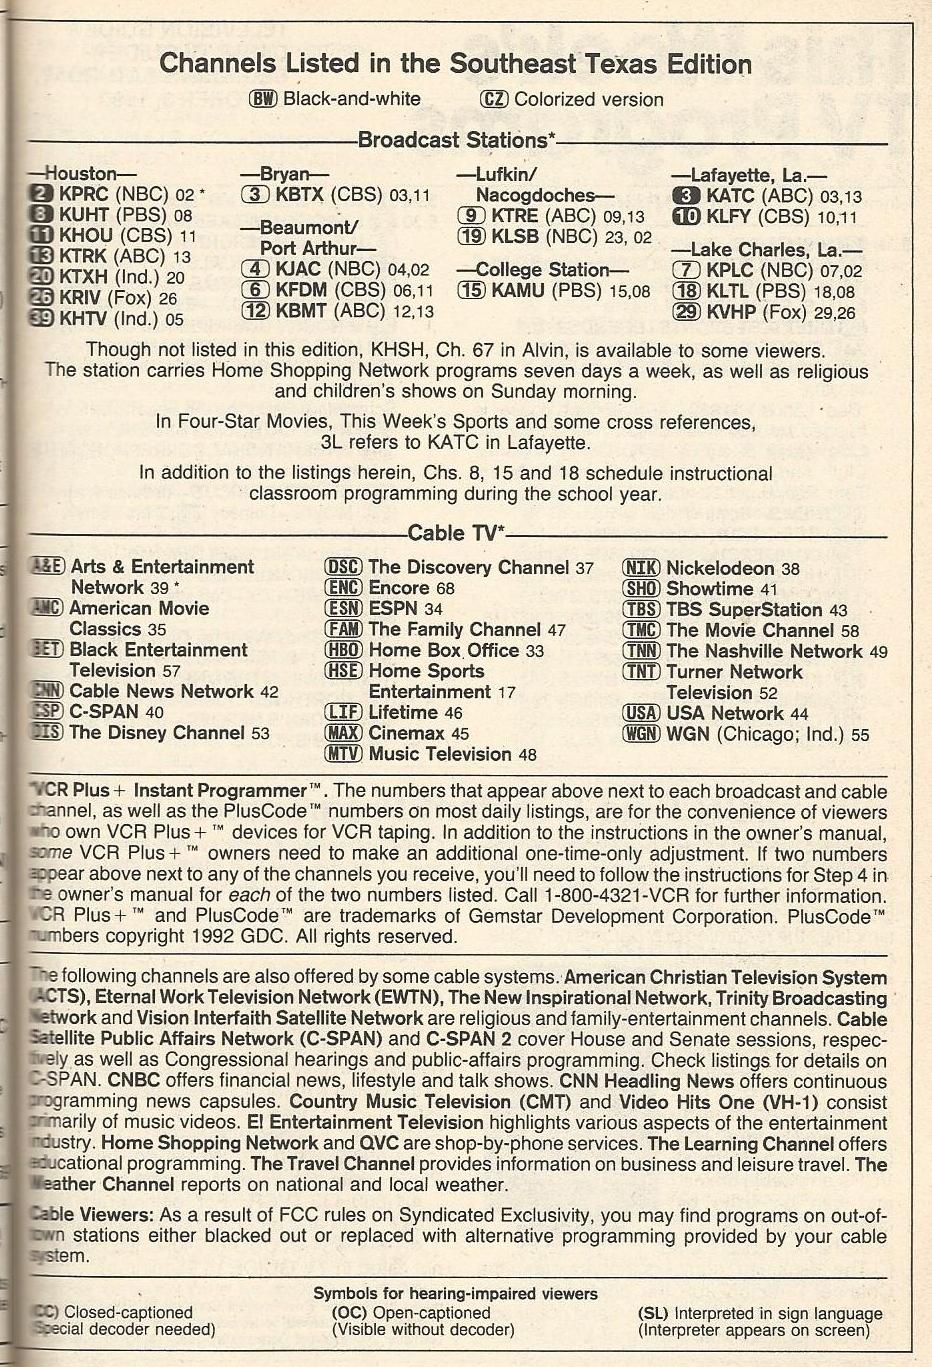 Channels Listed in the Southeast Texas Edition
BW Black-and-white CZ Colorized version
Broadcast Stations*
—Houston—
2 KPRC (NBC) 02 *
8 KUHT (PBS) 08
11 KHOU (CBS) 11
13 KTRK (ABC) 13
20 KTXH (Ind.) 20
26 KRIV (Fox) 26
39 KHTV (Ind.) 05
—Bryan—
3 KBTX (CBS) 03,11
—Beaumont/
Port Arthur—
4 KJAC (NBC) 04,02
6 KFDM (CBS) 06,11
12 KBMT (ABC) 12,13
—Lufkin/
Nacogdoches—
9 KTRE (ABC) 09,13
19 KLSB (NBC) 23, 02
—College Station—
15 KAMU (PBS) 15,08
—Lafayette, La.—
3 KATC (ABC) 03,13
10 KLFY (CBS) 10,11
—Lake Charles, La.—
7 KPLC (NBC) 07,02
18 KLTL (PBS) 18,08
29 KVHP (Fox) 29,26
Though not listed in this edition, KHSH, Ch. 67 in Alvin, is available to some viewers.
The station carries Home Shopping Network programs seven days a week, as well as religious
and children's shows on Sunday morning.
In Four-Star Movies, This Week's Sports and some cross references,
3L refers to KATC in Lafayette.
In addition to the listings herein, Chs. 8, 15 and 18 schedule instructional
classroom programming during the school year.
Cable TV*
A&E Arts & Entertainment
Network 39 *
AMC American Movie
Classics 35
BET Black Entertainment
Television 57
CNN Cable News Network 42
CSP C-SPAN 40
DIS The Disney Channel 53
DSC The Discovery Channel 37
ENC Encore 68
ESN ESPN 34
FAM The Family Channel 47
HBO Home Box Office 33
HSE Home Sports
Entertainment 17
LIF Lifetime 46
MAX Cinemax 45
MTV Music Television 48
NIK Nickelodeon 38
SHO Showtime 41
TBS TBS SuperStation 43
TMC The Movie Channel 58
TNN The Nashville Network 49
TNT Turner Network
Television 52
USA USA Network 44
WGN WGN (Chicago; Ind.) 55
VCR Plus+ Instant Programmer™. The numbers that appear above next to each broadcast and cable
channel, as well as the PlusCode™ numbers on most daily listings, are for the convenience of viewers
who own VCR Plus+™ devices for VCR taping. In addition to the instructions in the owner's manual,
some VCR Plus+™ owners need to make an additional one-time-only adjustment. If two numbers
appear above next to any of the channels you receive, you'll need to follow the instructions for Step 4 in
the owner's manual for each of the two numbers listed. Call 1-800-4321-VCR for further information.
VCR Plus+™ and PlusCode™ are trademarks of Gemstar Development Corporation. PlusCode™
numbers copyright 1992 GDC. All rights reserved.
The following channels are also offered by some cable systems. American Christian Television System
(ACTS), Eternal Work Television Network (EWTN), The New Inspirational Network, Trinity Broadcasting
Network and Vision Interfaith Satellite Network are religious and family-entertainment channels. Cable
Satellite Public Affairs Network (C-SPAN) and C-SPAN 2 cover House and Senate sessions, respec-
tively as well as Congressional hearings and public-affairs programming. Check listings for details on
C-SPAN. CNBC offers financial news, lifestyle and talk shows. CNN Headling News offers continuous
programming news capsules. Country Music Television (CMT) and Video Hits One (VH-1) consist
primarily of music videos. E! Entertainment Television highlights various aspects of the entertainment
industry. Home Shopping Network and QVC are shop-by-phone services. The Learning Channel offers
educational programming. The Travel Channel provides information on business and leisure travel. The
Weather Channel reports on national and local weather.
Cable Viewers: As a result of FCC rules on Syndicated Exclusivity, you may find programs on out-of-
town stations either blacked out or replaced with alternative programming provided by your cable
system.
Symbols for hearing-impaired viewers
(CC) Closed-captioned
(Special decoder needed)
(OC) Open-captioned
(Visible without decoder)
(SL) Interpreted in sign language
(Interpreter appears on screen)